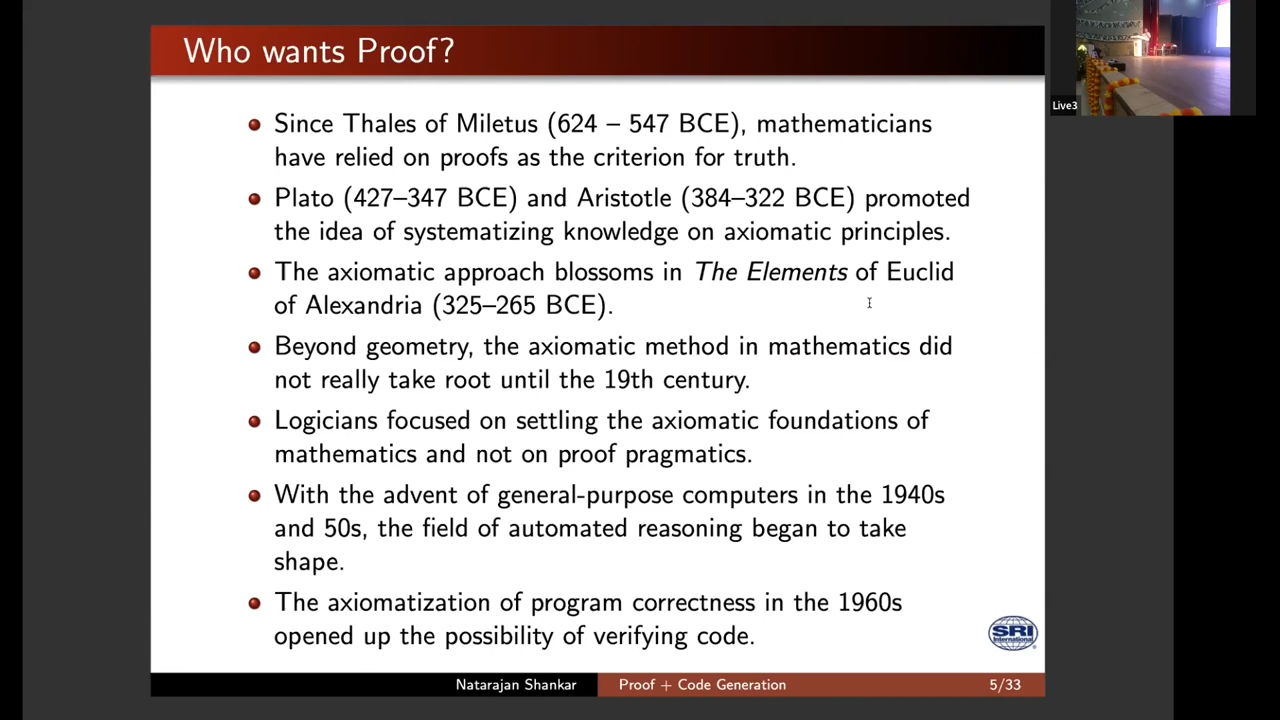 Who wants Proof?
Since Thales of Miletus (624 – 547 BCE), mathematicians
have relied on proofs as the criterion for truth.
Plato (427–347 BCE) and Aristotle (384–322 BCE) promoted
the idea of systematizing knowledge on axiomatic principles.
The axiomatic approach blossoms in The Elements of Euclid
of Alexandria (325–265 BCE).
Beyond geometry, the axiomatic method in mathematics did
not really take root until the 19th century.
Logicians focused on settling the axiomatic foundations of
mathematics and not on proof pragmatics.
With the advent of general-purpose computers in the 1940s
and 50s, the field of automated reasoning began to take
shape.
The axiomatization of program correctness in the 1960s
opened up the possibility of verifying code.
SRI
International
Natarajan Shankar
Proof + Code Generation
5/33
Live3